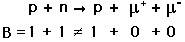 p + n → p + μ⁺ + μ⁻
B = 1 + 1 ≠ 1 + 0 + 0